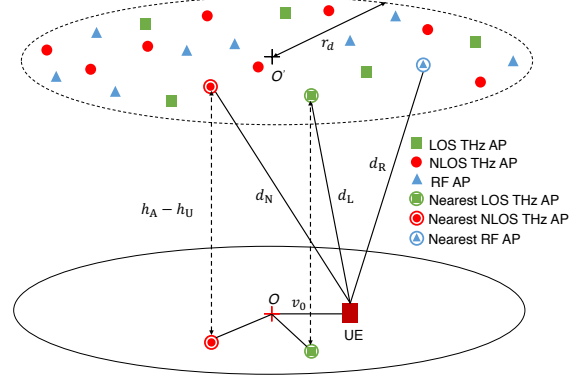 r_d
O'
d_R
LOS THz AP
NLOS THz AP
RF AP
Nearest LOS THz AP
Nearest NLOS THz AP
Nearest RF AP
d_N
d_L
h_A − h_U
O
v_0
UE